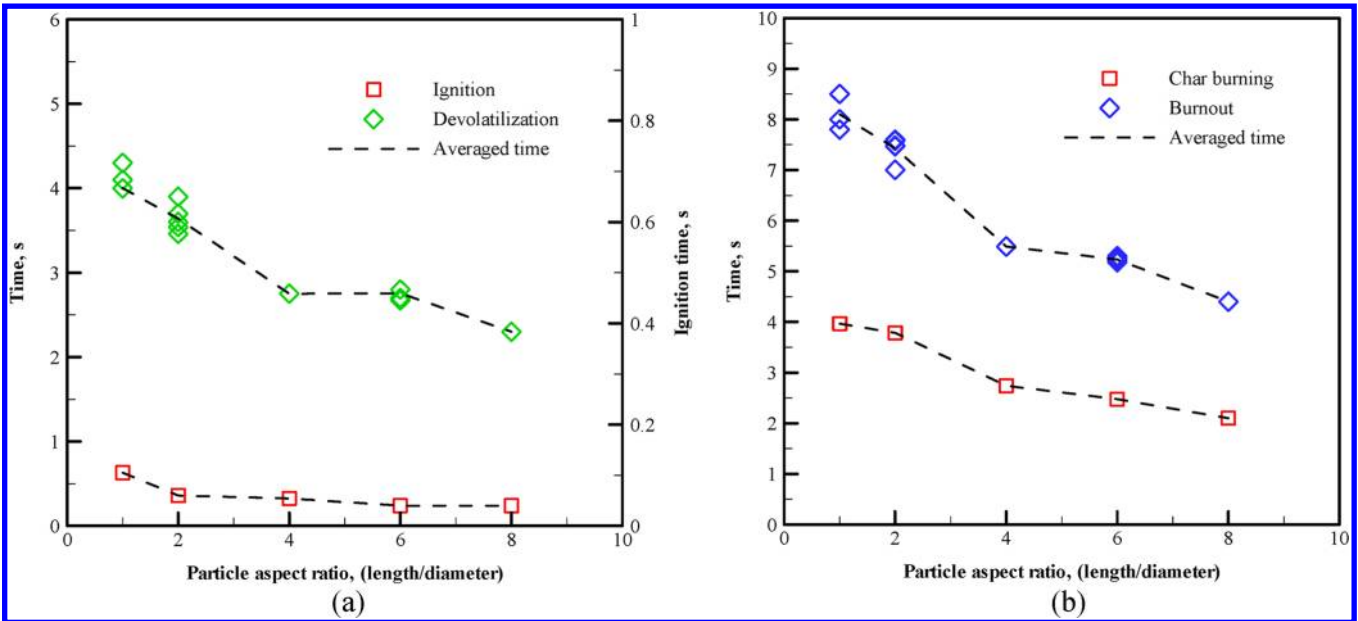 6
5
4
3
2
1
0
Time, s
Ignition
Devolatilization
Averaged time
1
0.8
0.6
0.4
0.2
0
Ignition time, s
0 2 4 6 8 10
Particle aspect ratio, (length/diameter)
(a)
10
9
8
7
6
5
4
3
2
1
0
Time, s
Char burning
Burnout
Averaged time
0 2 4 6 8 10
Particle aspect ratio, (length/diameter)
(b)